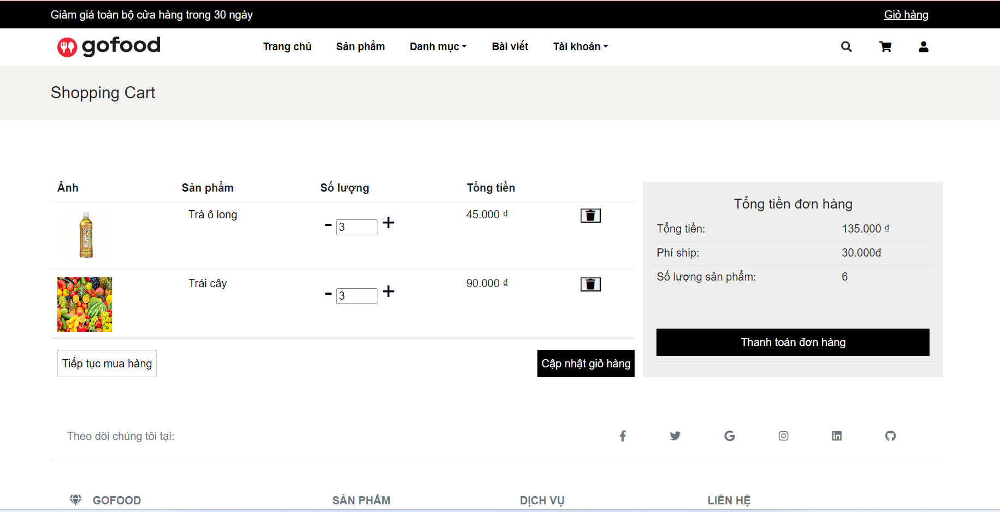 Giảm giá toàn bộ cửa hàng trong 30 ngày Giỏ hàng
gofood Trang chủ Sản phẩm Danh mục Bài viết Tài khoản
Shopping Cart
Ảnh Sản phẩm Số lượng Tổng tiền
Trà ô long - 3 + 45.000 ₫
Trái cây - 3 + 90.000 ₫
Tiếp tục mua hàng Cập nhật giỏ hàng
Tổng tiền đơn hàng
Tổng tiền: 135.000 ₫
Phí ship: 30.000đ
Số lượng sản phẩm: 6
Thanh toán đơn hàng
Theo dõi chúng tôi tại:
GOFOOD SẢN PHẨM DỊCH VỤ LIÊN HỆ